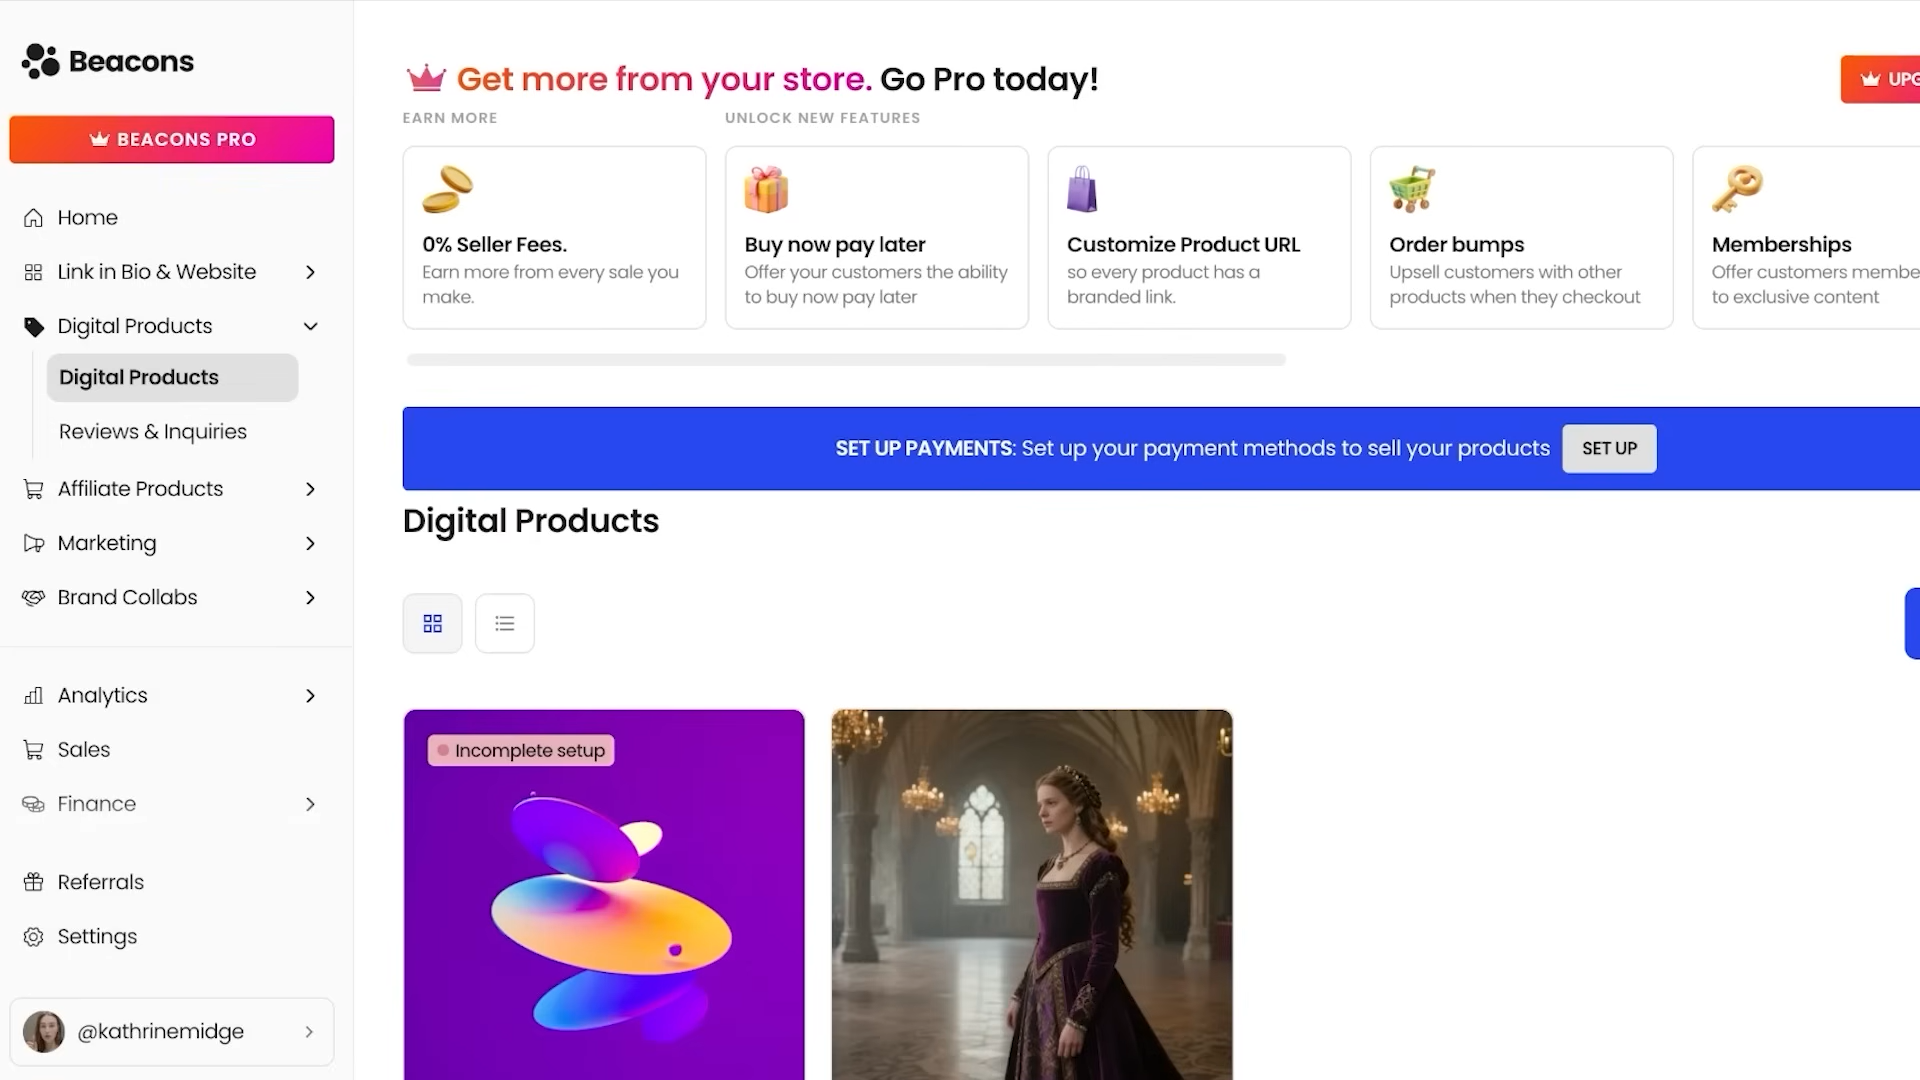 Beacons
BEACONS PRO
Home
Link in Bio & Website
Digital Products
Digital Products
Reviews & Inquiries
Affiliate Products
Marketing
Brand Collabs
Analytics
Sales
Finance
Referrals
Settings
@kathrinemidge
Get more from your store. Go Pro today!
EARN MORE
UNLOCK NEW FEATURES
0% Seller Fees.
Earn more from every sale you
make.
Buy now pay later
Offer your customers the ability
to buy now pay later
Customize Product URL
so every product has a
branded link.
Order bumps
Upsell customers with other
products when they checkout
Memberships
Offer customers membe
to exclusive content
UPG
SET UP PAYMENTS: Set up your payment methods to sell your products
SET UP
Digital Products
Incomplete setup